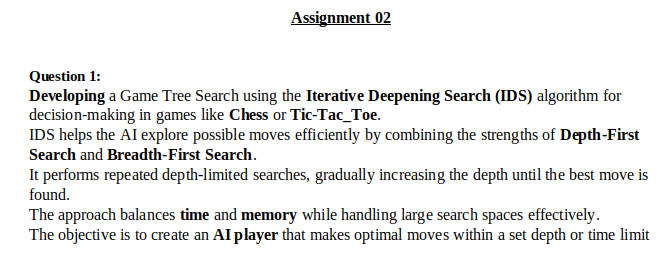 Assignment 02
Question 1:
Developing a Game Tree Search using the Iterative Deepening Search (IDS) algorithm for
decision-making in games like Chess or Tic-Tac_Toe.
IDS helps the AI explore possible moves efficiently by combining the strengths of Depth-First
Search and Breadth-First Search.
It performs repeated depth-limited searches, gradually increasing the depth until the best move is
found.
The approach balances time and memory while handling large search spaces effectively.
The objective is to create an AI player that makes optimal moves within a set depth or time limit